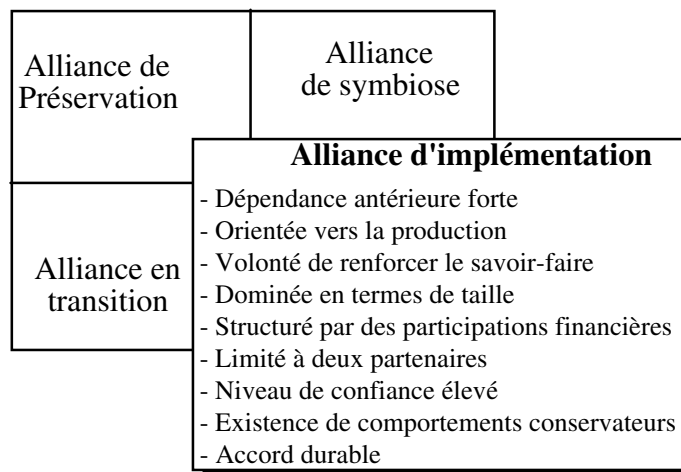 Alliance de
Préservation
Alliance
de symbiose
Alliance en
transition
Alliance d'implémentation
- Dépendance antérieure forte
- Orientée vers la production
- Volonté de renforcer le savoir-faire
- Dominée en termes de taille
- Structuré par des participations financières
- Limité à deux partenaires
- Niveau de confiance élevé
- Existence de comportements conservateurs
- Accord durable